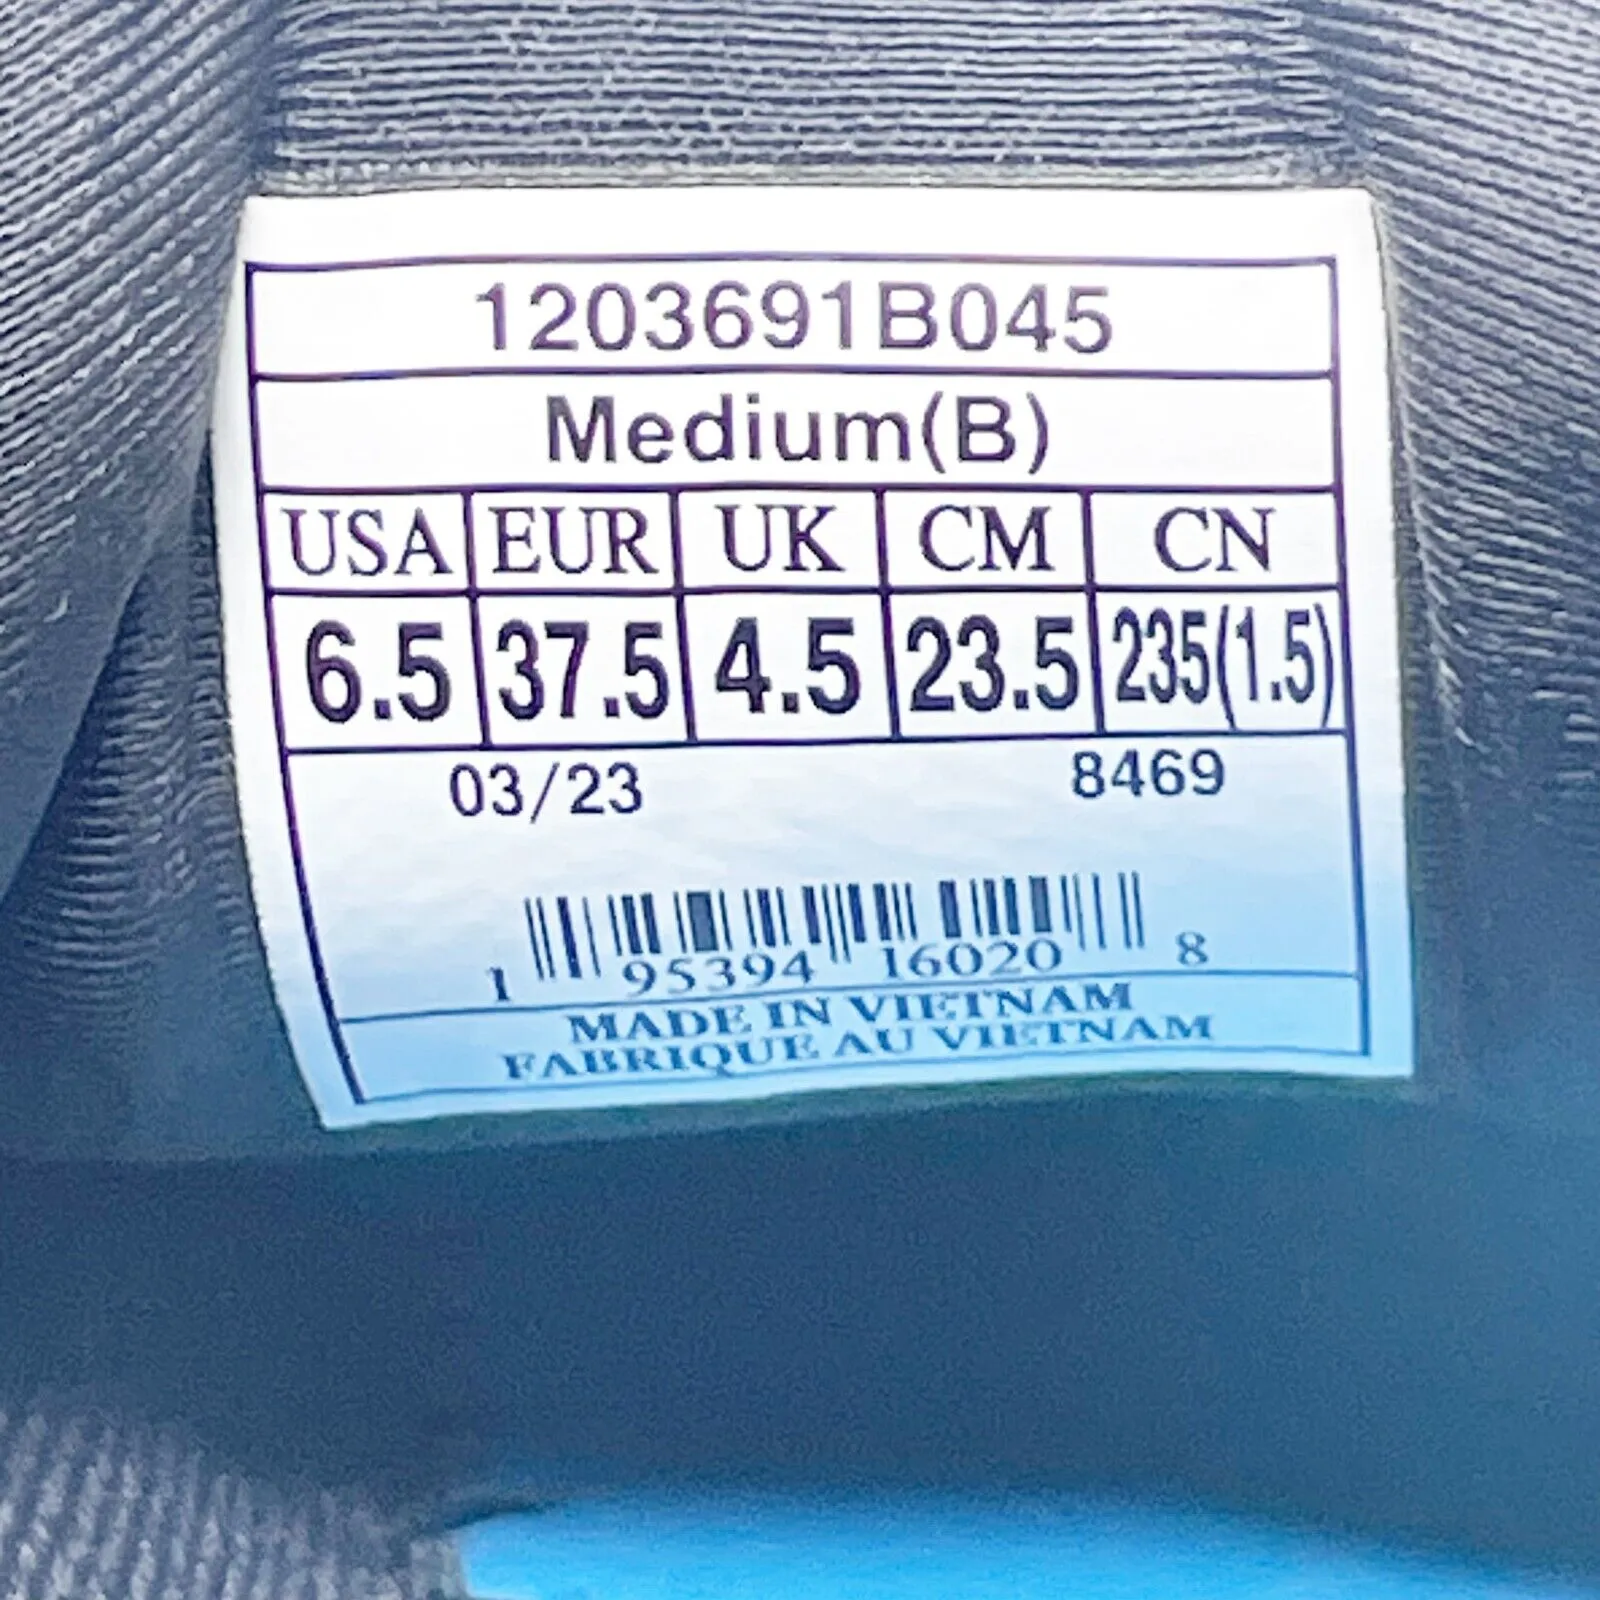 1203691B045
Medium(B)
USA EUR UK CM CN
6.5 37.5 4.5 23.5 235(1.5)
03/23 8469
1 95394 16020 8
MADE IN VIETNAM
FABRIQUE AU VIETNAM